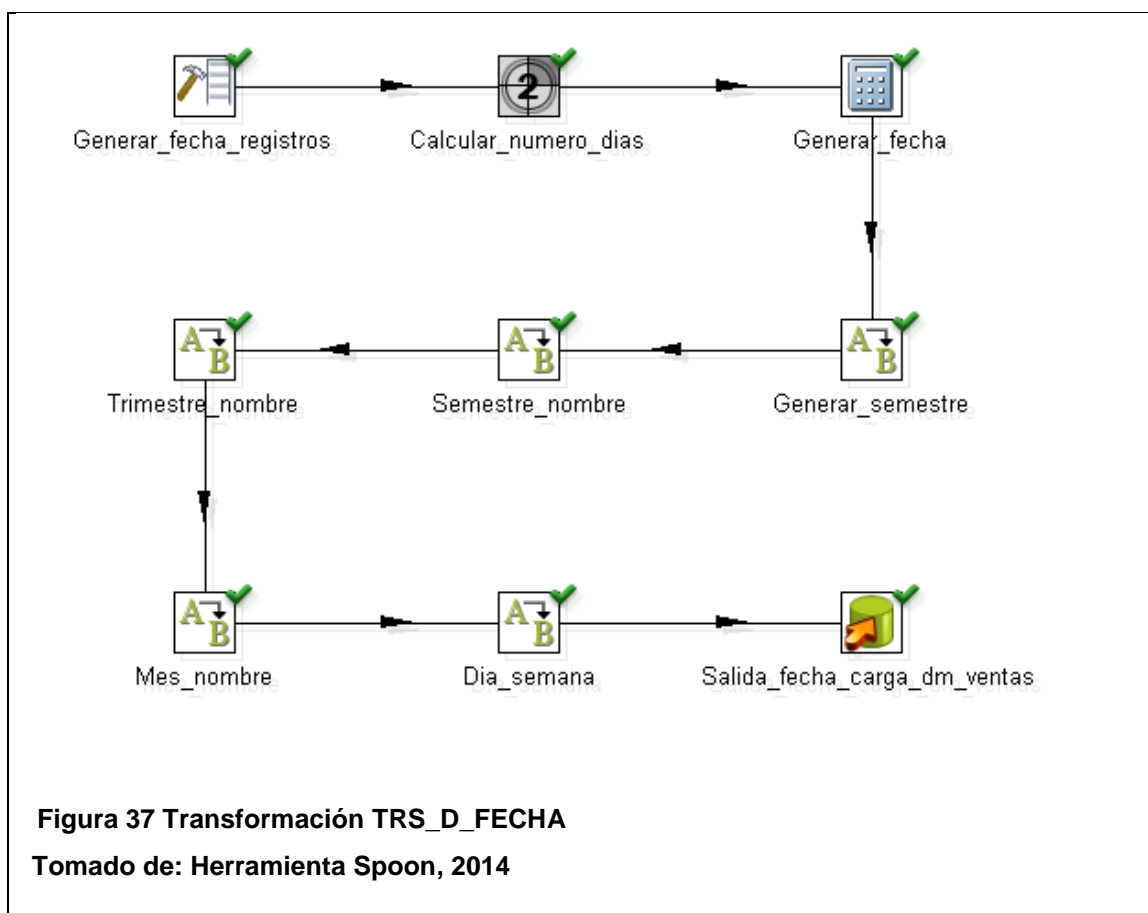 Generar_fecha_registros
Calcular_numero_dias
Generar_fecha
Trimestre_nombre
Semestre_nombre
Generar_semestre
Mes_nombre
Dia_semana
Salida_fecha_carga_dm_ventas
Figura 37 Transformación TRS_D_FECHA
Tomado de: Herramienta Spoon, 2014